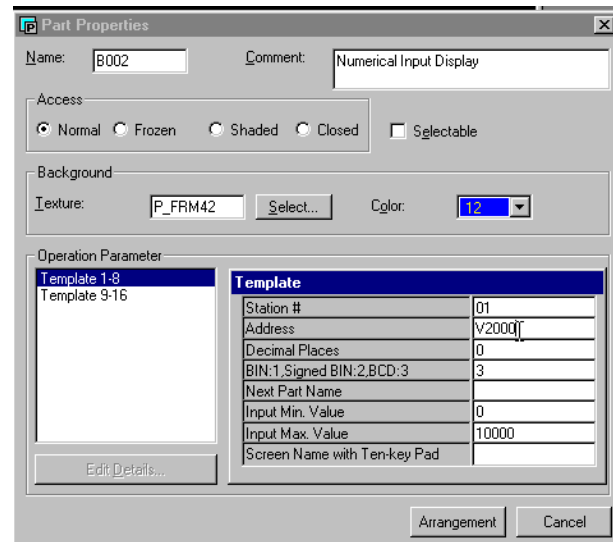 Part Properties
Name: B002 Comment: Numerical Input Display
Access
Normal Frozen Shaded Closed Selectable
Background
Texture: P_FRM42 Select... Color: 12
Operation Parameter
Template 1-8
Template 9-16
Template
Station # 01
Address V2000
Decimal Places 0
BIN:1,Signed BIN:2,BCD:3 3
Next Part Name
Input Min. Value 0
Input Max. Value 10000
Screen Name with Ten-key Pad
Edit Details...
Arrangement Cancel